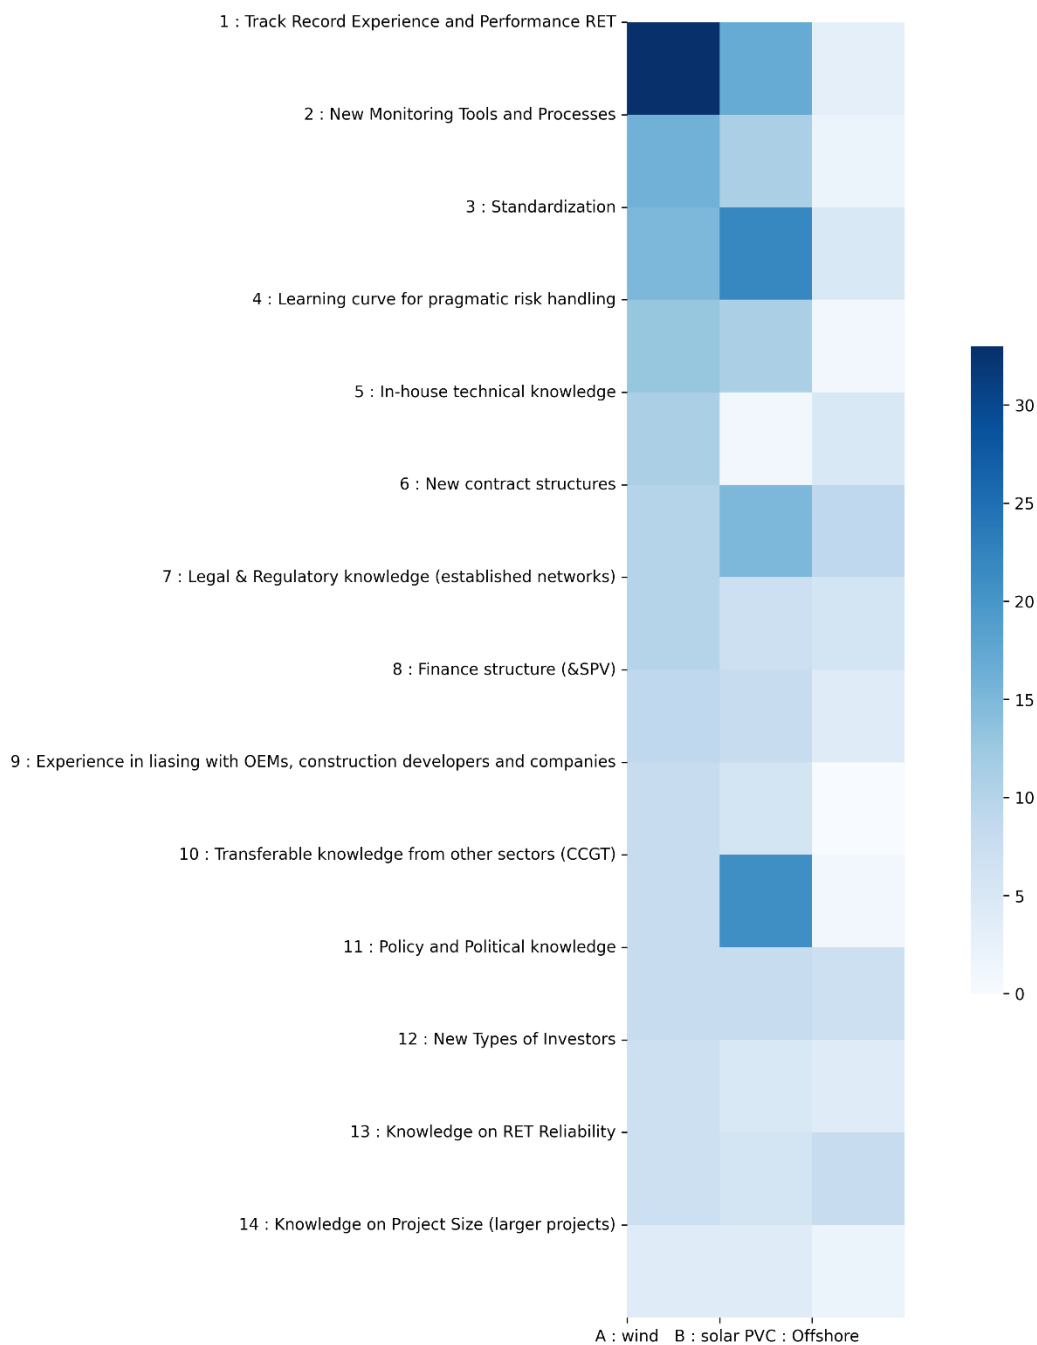 1 : Track Record Experience and Performance RET
2 : New Monitoring Tools and Processes
3 : Standardization
4 : Learning curve for pragmatic risk handling
5 : In-house technical knowledge
6 : New contract structures
7 : Legal & Regulatory knowledge (established networks)
8 : Finance structure (&SPV)
9 : Experience in liasing with OEMs, construction developers and companies
10 : Transferable knowledge from other sectors (CCGT)
11 : Policy and Political knowledge
12 : New Types of Investors
13 : Knowledge on RET Reliability
14 : Knowledge on Project Size (larger projects)
A : wind B : solar PVC : Offshore
30
25
20
15
10
5
0